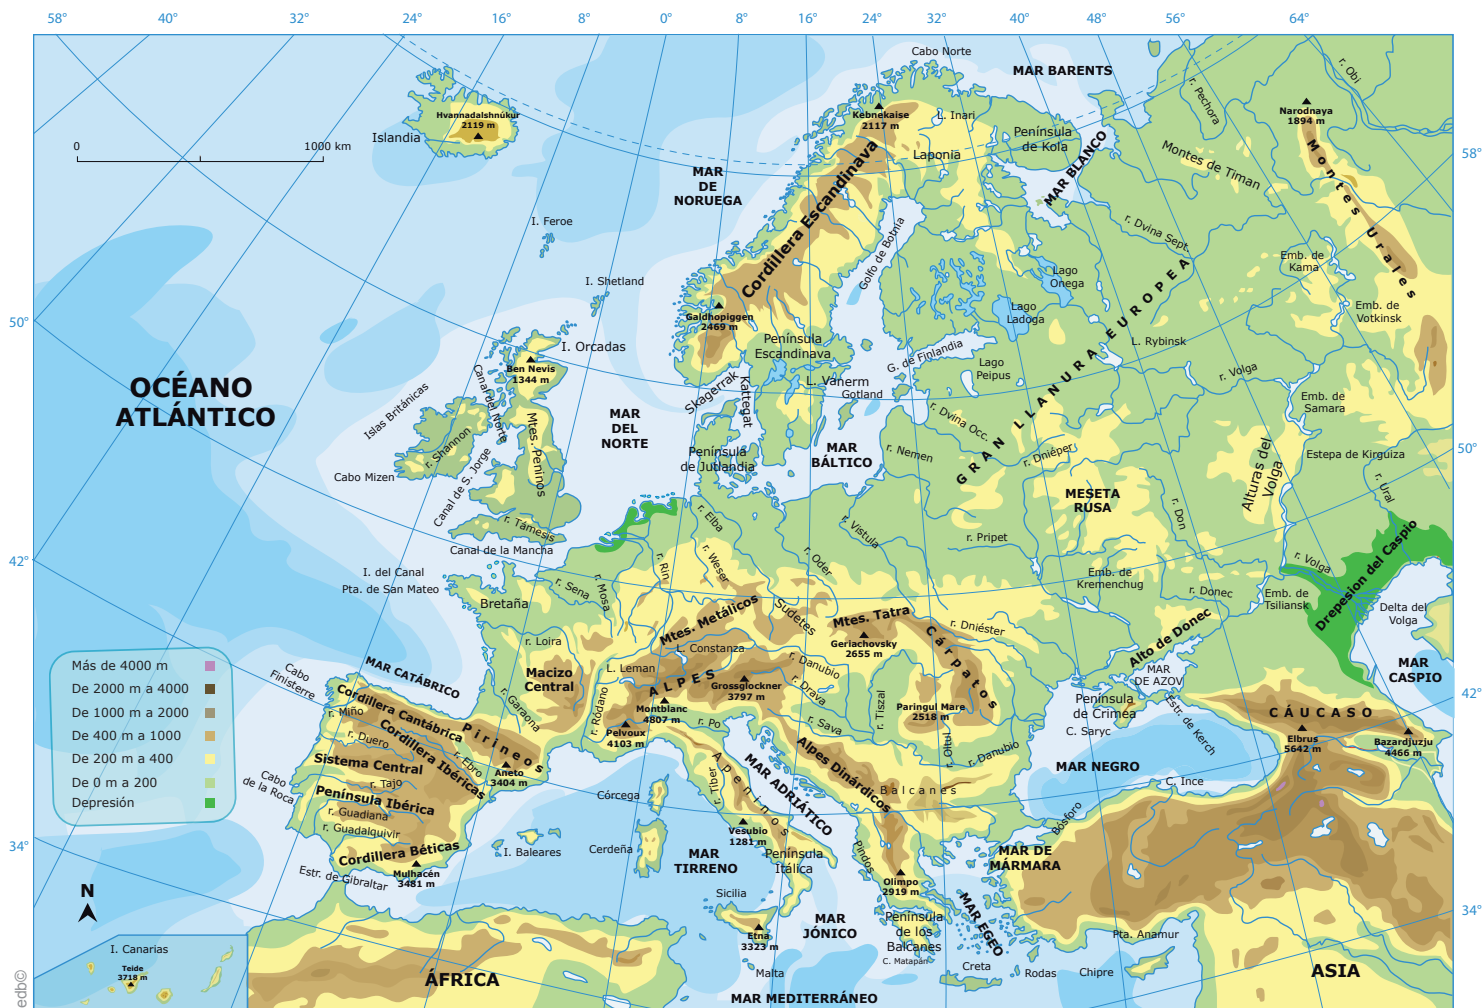 58° 40° 32° 24° 16° 0° 8° 16° 24° 32° 40° 48° 56° 64°
Cabo Norte
MAR BARENTS
r. Obi
r. Pechora
Narodnaya
1894 m
Hvannadalshnúkur
2119 m
Islandia
0 1000 km
Kebnekaise
2117 m
L. Inari
Península
de Kola
Laponia
MAR BLANCO
Montes de Timan
Montes Urales
58°
MAR
DE
NORUEGA
Cordillera Escandinava
I. Feroe
Golfo de Botnia
r. Dvina Sept.
Emb. de
Kama
Lago
Onega
I. Shetland
Galdhopiggen
2469 m
Lago
Ladoga
Emb. de
Votkinsk
50°
I. Orcadas
Península
Escandinava
G. de Finlandia
L. Rybinsk
GRAN LLANURA EUROPEA
Ben Nevis
1344 m
Lago
Peipus
r. Volga
OCÉANO
ATLÁNTICO
Islas Británicas
Canal del Norte
Skagerrak
Kattegat
L. Vanerm
Gotland
Emb. de
Samara
MAR
DEL
NORTE
r. Dvina Occ.
r. Shannon
Mtes. Peninos
Península
de Jutlandia
MAR
BÁLTICO
r. Nemen
r. Dniéper
Alturas del
Volga
Estepa de Kirguiza
50°
Cabo Mizen
Canal de S. Jorge
MESETA
RUSA
r. Ural
r. Don
r. Támesis
r. Elba
r. Vístula
r. Pripet
Canal de la Mancha
r. Weser
r. Oder
r. Rin
r. Volga
Drepesion del Caspio
42°
I. del Canal
Pta. de San Mateo
r. Sena
r. Mosa
Emb. de
Kremenchug
r. Donec
Emb. de
Tsiliansk
Bretaña
Mtes. Metálicos
Sudetes
Mtes. Tatra
Delta del
Volga
r. Loira
r. Dniéster
Alto de Donec
Geriachovsky
2655 m
Cárpatos
L. Constanza
Más de 4000 m
De 2000 m a 4000
De 1000 m a 2000
De 400 m a 1000
De 200 m a 400
De 0 m a 200
Depresión
Cabo
Finisterre
MAR CATÁBRICO
Macizo
Central
L. Leman
ALPES
r. Danubio
MAR
DE AZOV
MAR
CASPIO
Grossglockner
3797 m
r. Drava
42°
Cordillera Cantábrica
r. Garaona
r. Ródano
Montblanc
4807 m
r. Tiszal
Paringul Mare
2518 m
Península
de Crimea
Estr. de Kerch
CÁUCASO
r. Miño
Pirineos
Pelvoux
4103 m
r. Po
r. Sava
r. Oltul
r. Danubio
C. Saryc
Elbrus
5642 m
Bazardjuzju
4466 m
r. Duero
Cordillera Ibéricas
r. Ebro
Sistema Central
Aneto
3404 m
Alpes Dináricos
MAR NEGRO
Cabo
de la Roca
r. Tajo
Apeninos
r. Tíber
MAR ADRIÁTICO
Balcanes
C. Ince
Península Ibérica
Córcega
r. Guadiana
Bósforo
r. Guadalquivir
Vesubio
1281 m
34°
Cordillera Béticas
I. Baleares
Cerdeña
MAR
TIRRENO
Península
Itálica
Pindos
MAR DE
MÁRMARA
Estr. de Gibraltar
Mulhacén
3481 m
Olimpo
2919 m
N
Sicilia
MAR EGEO
34°
MAR
JÓNICO
Península
de los
Balcanes
Etna
3323 m
Pta. Anamur
I. Canarias
C. Matapán
Teide
3718 m
ÁFRICA
Malta
Creta
Rodas
Chipre
ASIA
MAR MEDITERRÁNEO
edb©